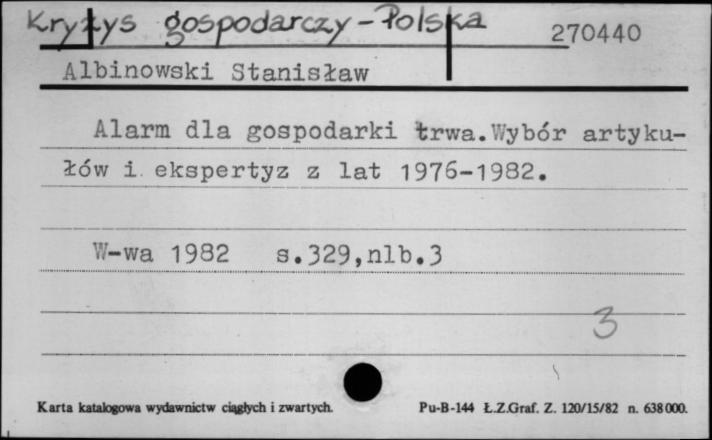 Kryzys gospodarczy - Polska 270440
Albinowski Stanisław
Alarm dla gospodarki trwa.Wybór artyku-
łów i ekspertyz z lat 1976-1982.
W-wa 1982 s.329,nlb.3
3
Karta katalogowa wydawnictw ciągłych i zwartych. Pu-B-144 Ł.Z.Graf. Z. 120/15/82 n. 638000.